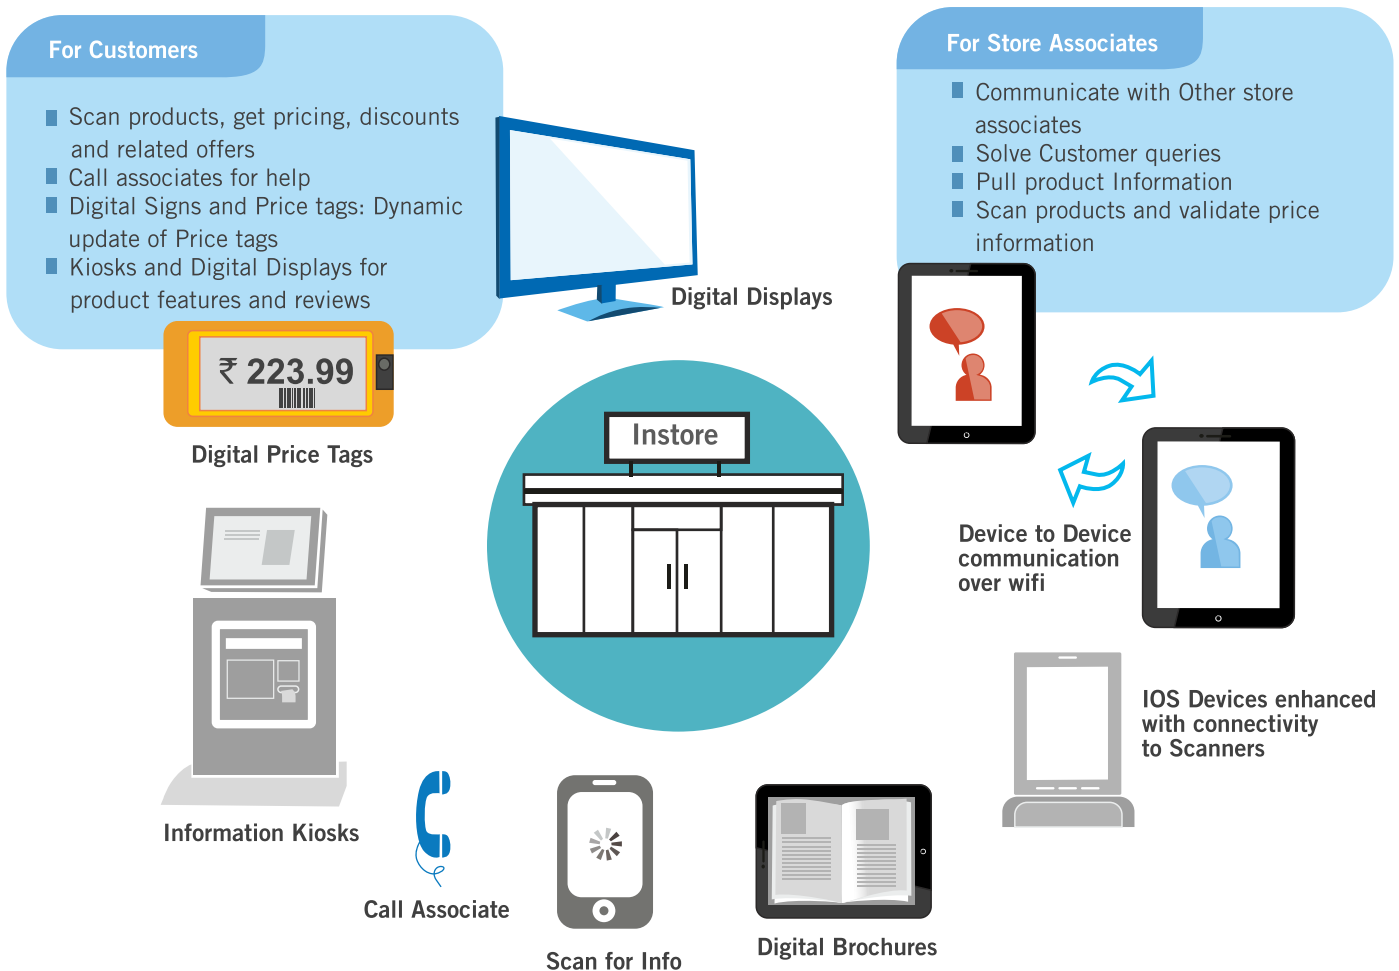 For Customers
Scan products, get pricing, discounts
and related offers
Call associates for help
Digital Signs and Price tags: Dynamic
update of Price tags
Kiosks and Digital Displays for
product features and reviews
For Store Associates
Communicate with Other store
associates
Solve Customer queries
Pull product Information
Scan products and validate price
information
Digital Displays
₹ 223.99
Digital Price Tags
Instore
Device to Device
communication
over wifi
IOS Devices enhanced
with connectivity
to Scanners
Information Kiosks
Call Associate
Scan for Info
Digital Brochures